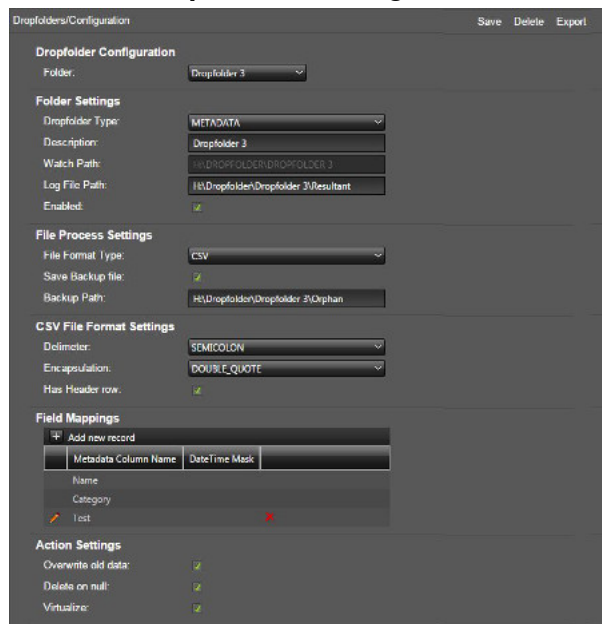 Dropfolders/Configuration Save Delete Export
Dropfolder Configuration
Folder: Dropfolder 3
Folder Settings
Dropfolder Type: METADATA
Description: Dropfolder 3
Watch Path: H:\DROPFOLDER\DROPFOLDER 3
Log File Path: H:\Dropfolder\Dropfolder 3\Resultant
Enabled:
File Process Settings
File Format Type: CSV
Save Backup file:
Backup Path: H:\Dropfolder\Dropfolder 3\Orphan
CSV File Format Settings
Delimeter: SEMICOLON
Encapsulation: DOUBLE_QUOTE
Has Header row:
Field Mappings
+ Add new record
Metadata Column Name DateTime Mask
Name
Category
Test
Action Settings
Overwrite old data:
Delete on null:
Virtualize: